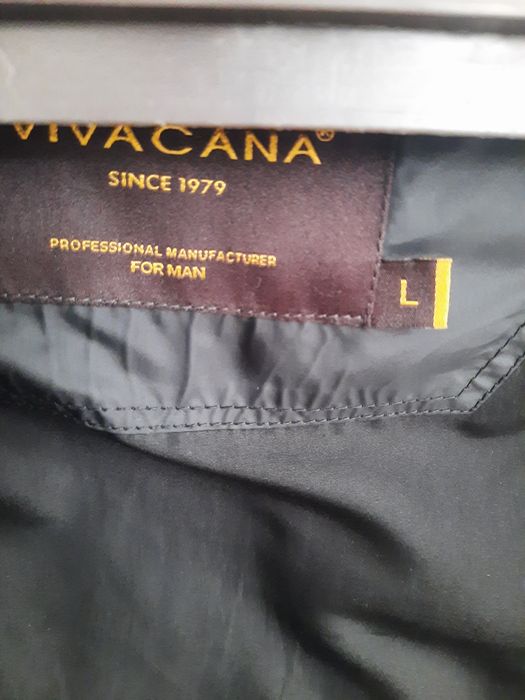 VIVACANA®
SINCE 1979
PROFESSIONAL MANUFACTURER
FOR MAN
L